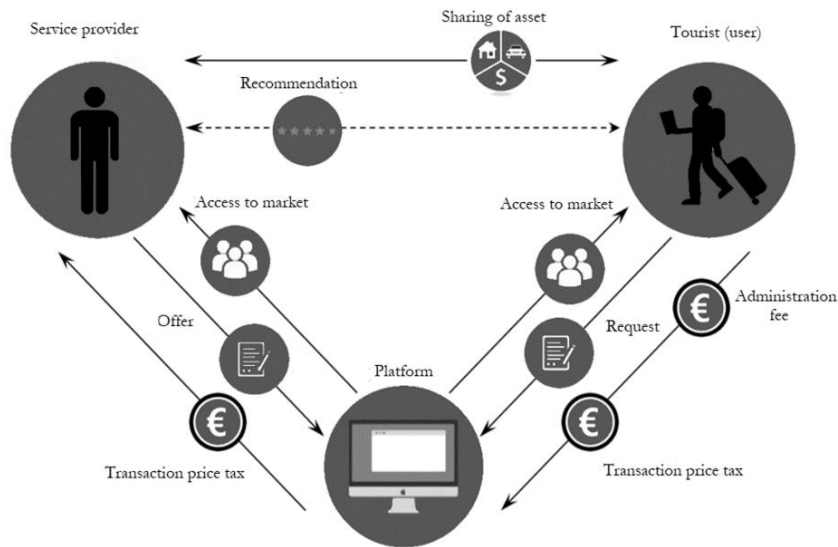 Sharing of asset
Service provider
Tourist (user)
$
Recommendation
Access to market
Access to market
€
Administration
fee
Offer
Request
Platform
€
€
Transaction price tax
Transaction price tax